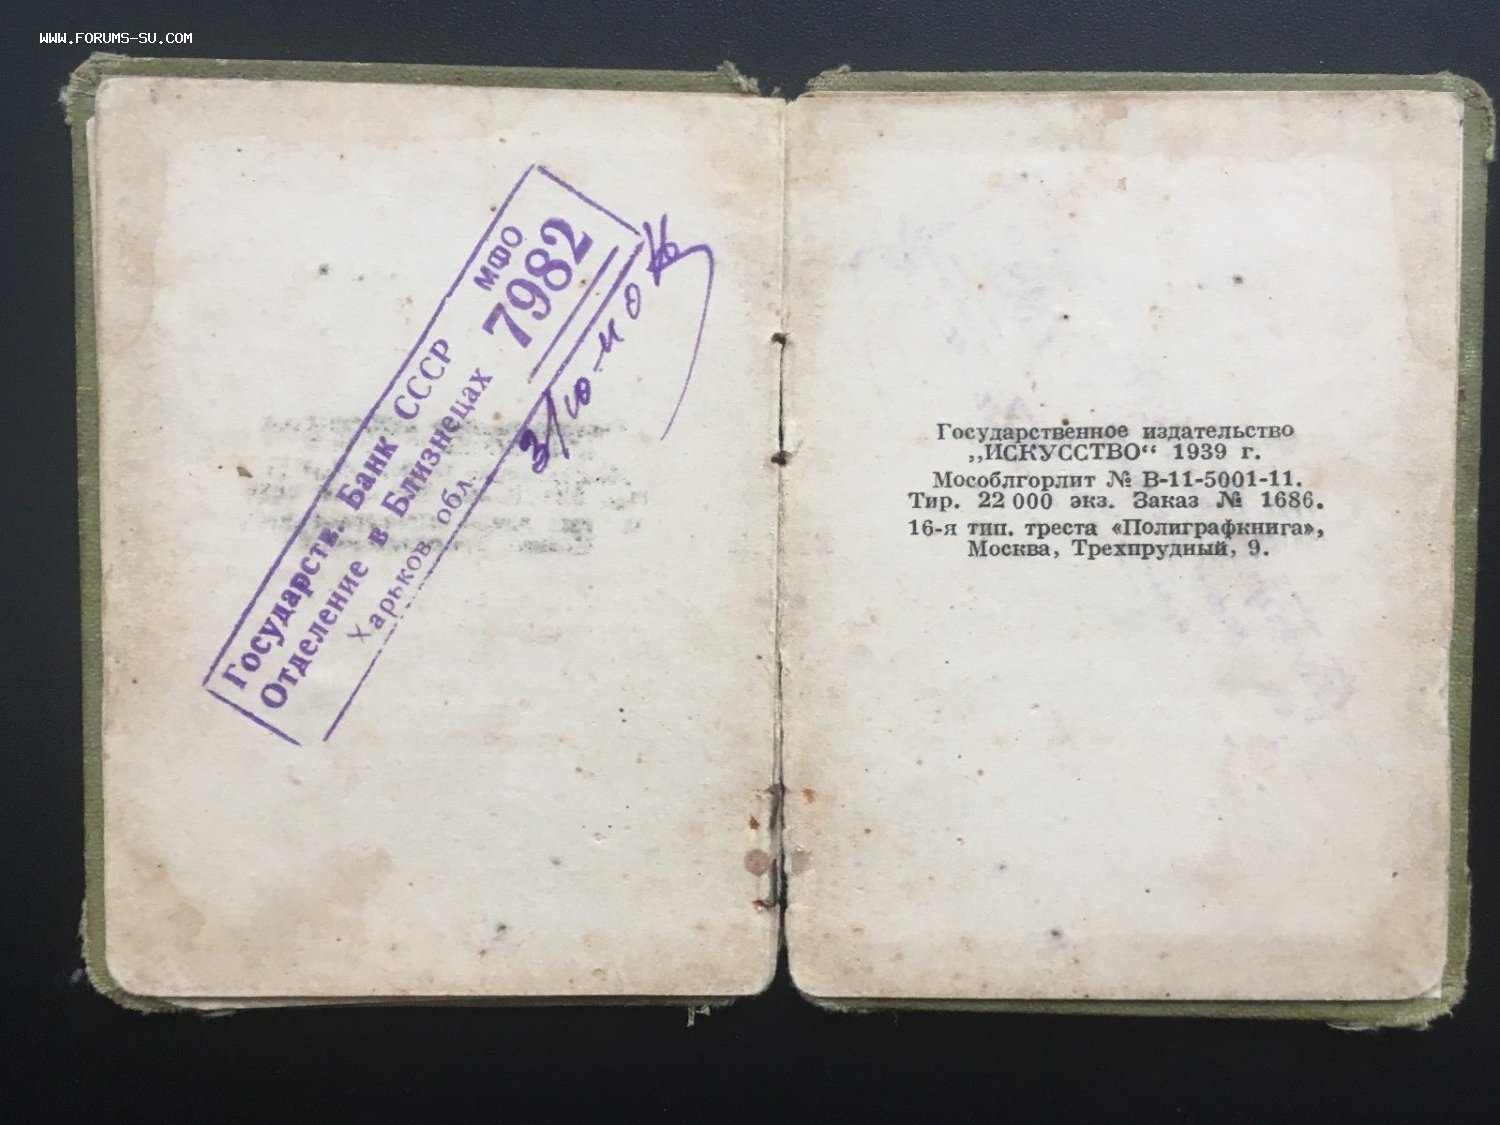 WWW.FORUMS-SU.COM
Государств. Банк СССР
Отделение в Близнецах
Харьков. обл.
МФО
7982
Государственное издательство
„ИСКУССТВО“ 1939 г.
Мособлгорлит № В-11-5001-11.
Тир. 22 000 экз. Заказ № 1686.
16-я тип. треста «Полиграфкнига»,
Москва, Трехпрудный, 9.